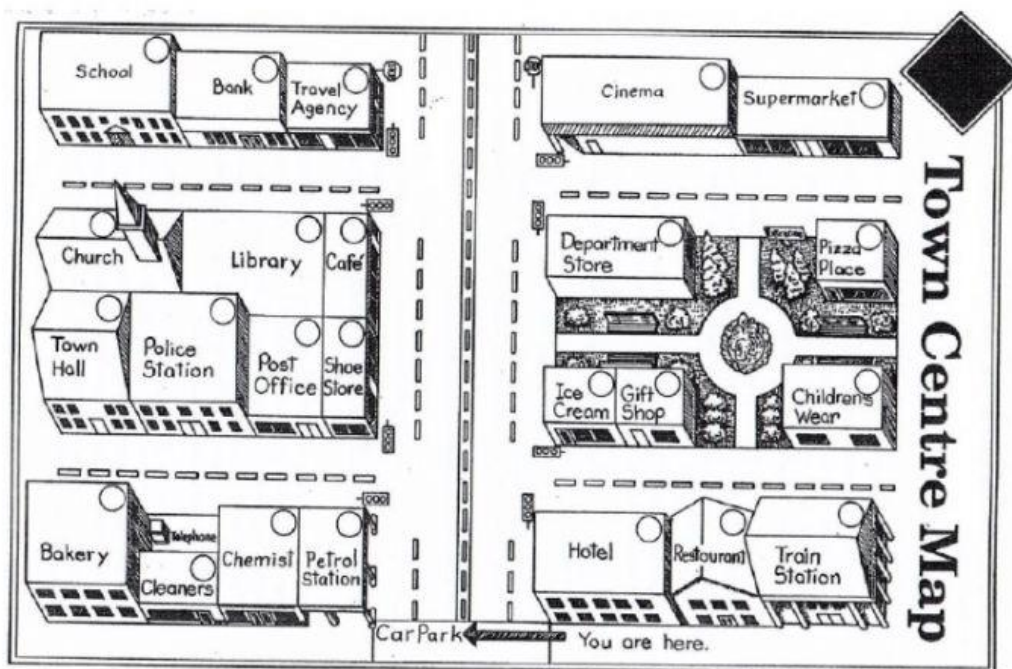 Town Centre Map
School
Bank
Travel
Agency
Cinema
Supermarket
Church
Library
Café
Department
Store
Pizza
Place
Town
Hall
Police
Station
Post
Office
Shoe
Store
Ice
Cream
Gift
Shop
Children's
Wear
Bakery
Telephone
Cleaners
Chemist
Petrol
Station
Hotel
Restaurant
Train
Station
Car Park
You are here.